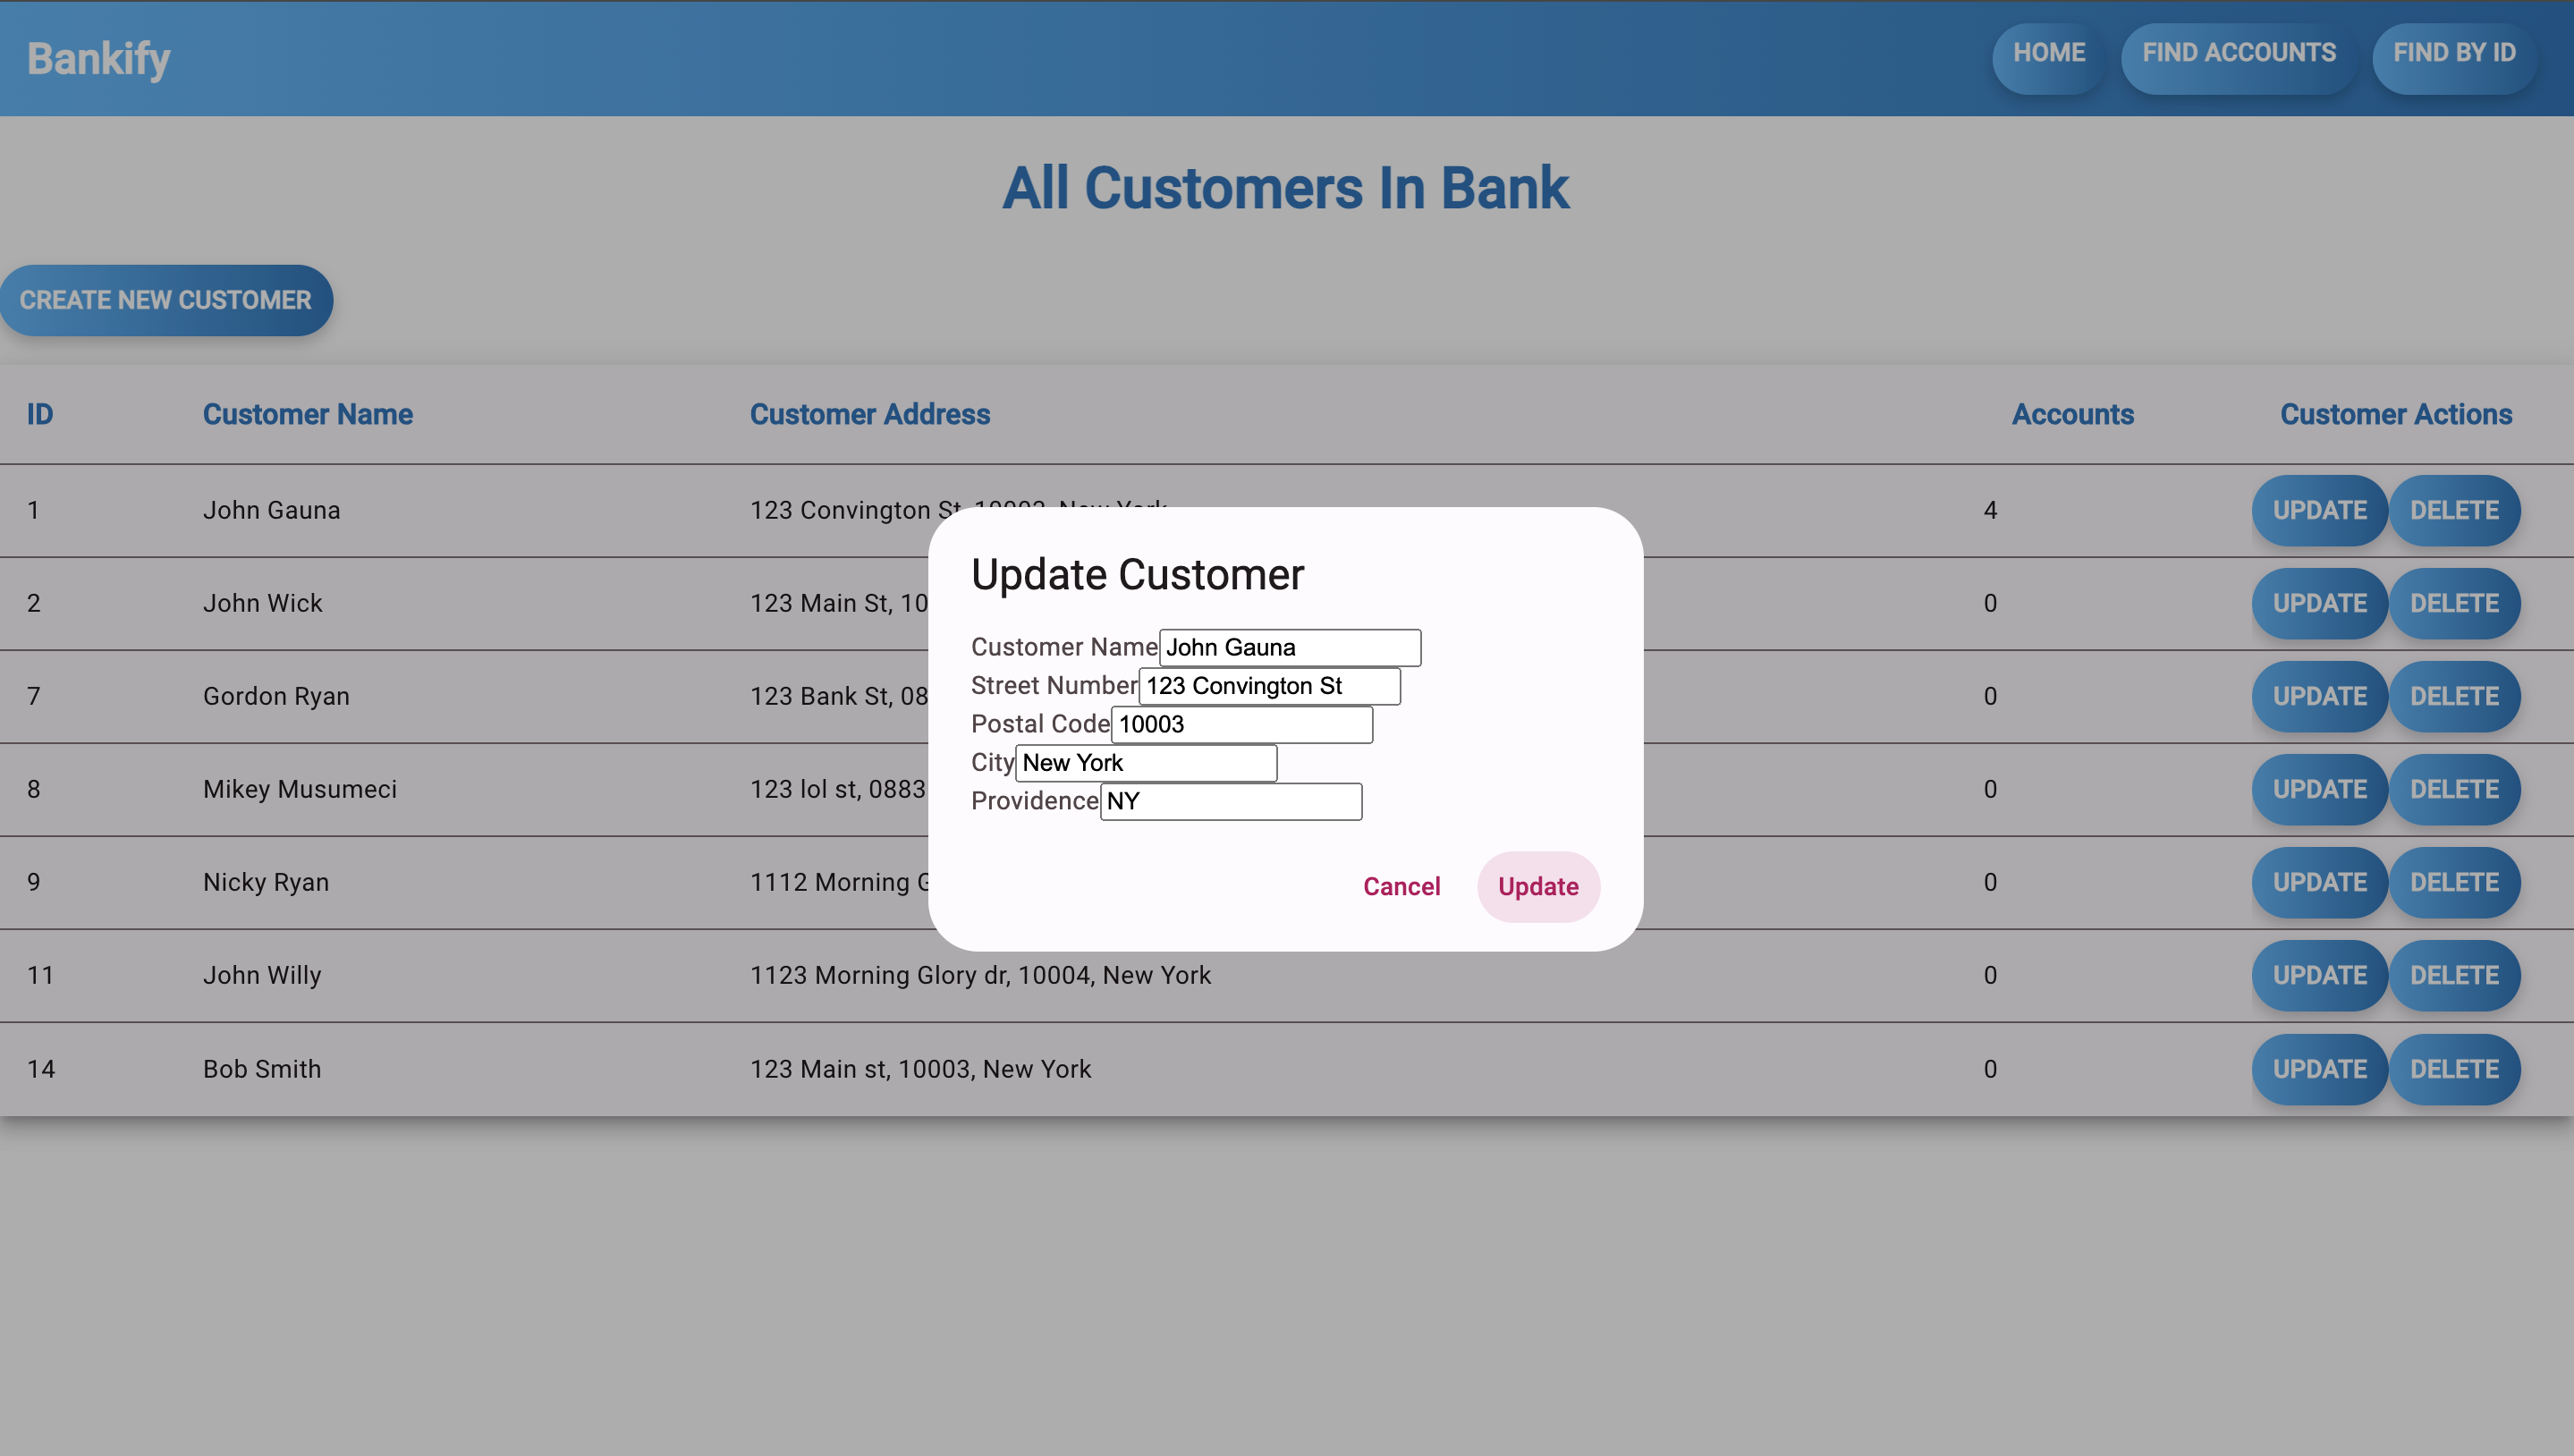 Bankify HOME FIND ACCOUNTS FIND BY ID
All Customers In Bank
CREATE NEW CUSTOMER
ID Customer Name Customer Address Accounts Customer Actions
1 John Gauna 123 Convington St, 10003, New York 4 UPDATE DELETE
2 John Wick 123 Main St, 10 0 UPDATE DELETE
7 Gordon Ryan 123 Bank St, 08 0 UPDATE DELETE
8 Mikey Musumeci 123 lol st, 0883 0 UPDATE DELETE
9 Nicky Ryan 1112 Morning 0 UPDATE DELETE
11 John Willy 1123 Morning Glory dr, 10004, New York 0 UPDATE DELETE
14 Bob Smith 123 Main st, 10003, New York 0 UPDATE DELETE
Update Customer
Customer Name John Gauna
Street Number 123 Convington St
Postal Code 10003
City New York
Providence NY
Cancel Update